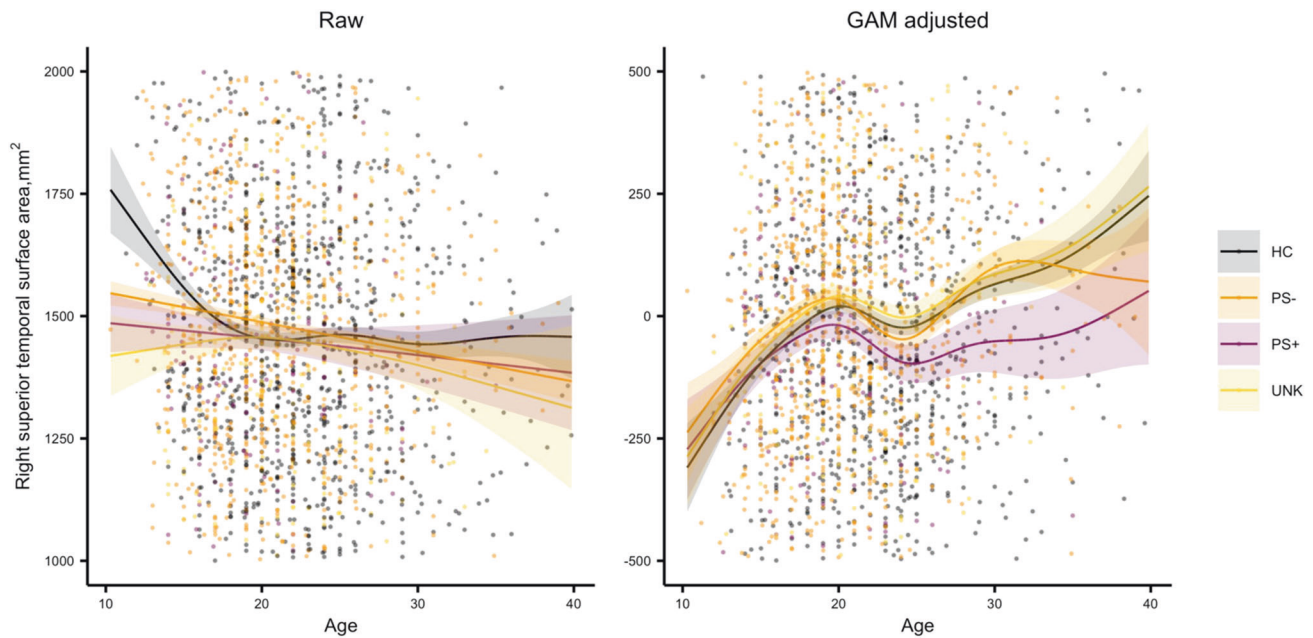 Raw
GAM adjusted
Right superior temporal surface area,mm²
2000
1750
1500
1250
1000
10
20
30
40
Age
500
250
0
-250
-500
10
20
30
40
Age
HC
PS-
PS+
UNK